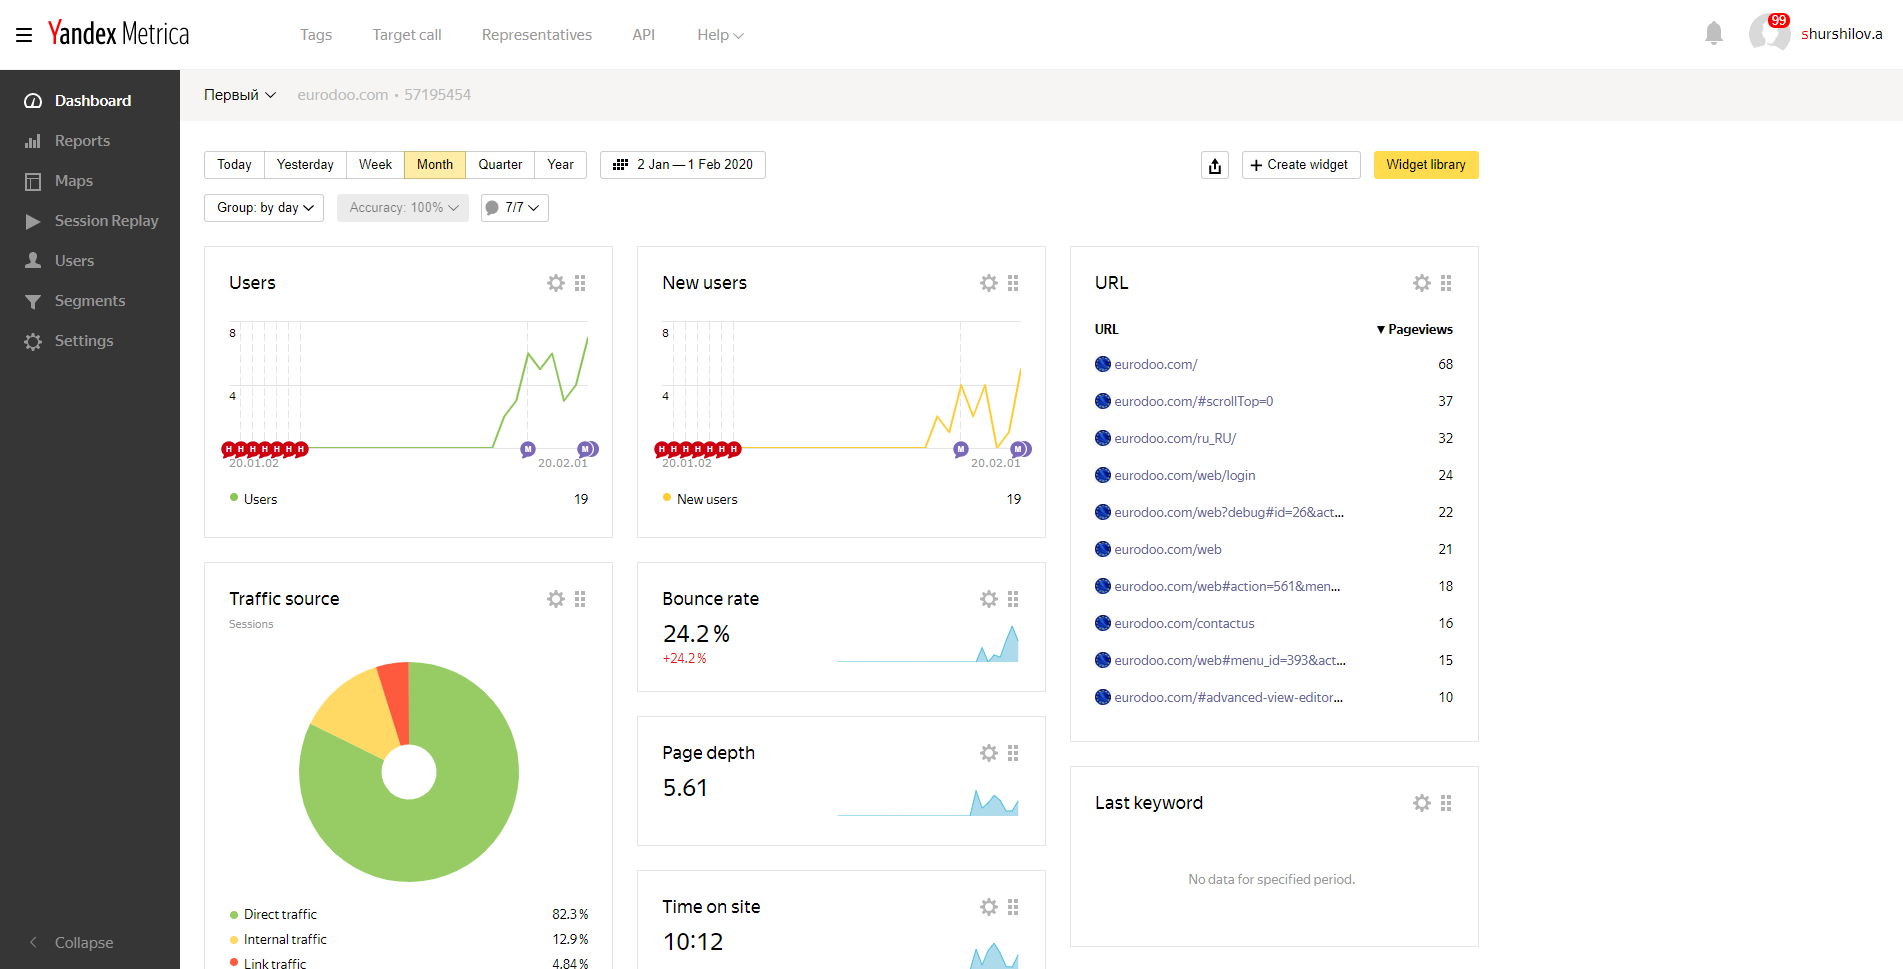 Yandex Metrica
Tags
Target call
Representatives
API
Help
99
shurshilov.a
Dashboard
Reports
Maps
Session Replay
Users
Segments
Settings
Collapse
Первый
eurodoo.com • 57195454
Today
Yesterday
Week
Month
Quarter
Year
2 Jan — 1 Feb 2020
Create widget
Widget library
Group: by day
Accuracy: 100%
7/7
Users
8
4
H H H H H H H
M
M
20.01.02
20.02.01
Users 19
New users
8
4
H H H H H H H
M
M
20.01.02
20.02.01
New users 19
URL
URL ▼ Pageviews
eurodoo.com/ 68
eurodoo.com/#scrollTop=0 37
eurodoo.com/ru_RU/ 32
eurodoo.com/web/login 24
eurodoo.com/web?debug#id=26&act... 22
eurodoo.com/web 21
eurodoo.com/web#action=561&men... 18
eurodoo.com/contactus 16
eurodoo.com/web#menu_id=393&act... 15
eurodoo.com/#advanced-view-editor... 10
Traffic source
Sessions
Direct traffic 82.3%
Internal traffic 12.9%
Link traffic 4.84%
Bounce rate
24.2%
+24.2%
Page depth
5.61
Time on site
10:12
Last keyword
No data for specified period.